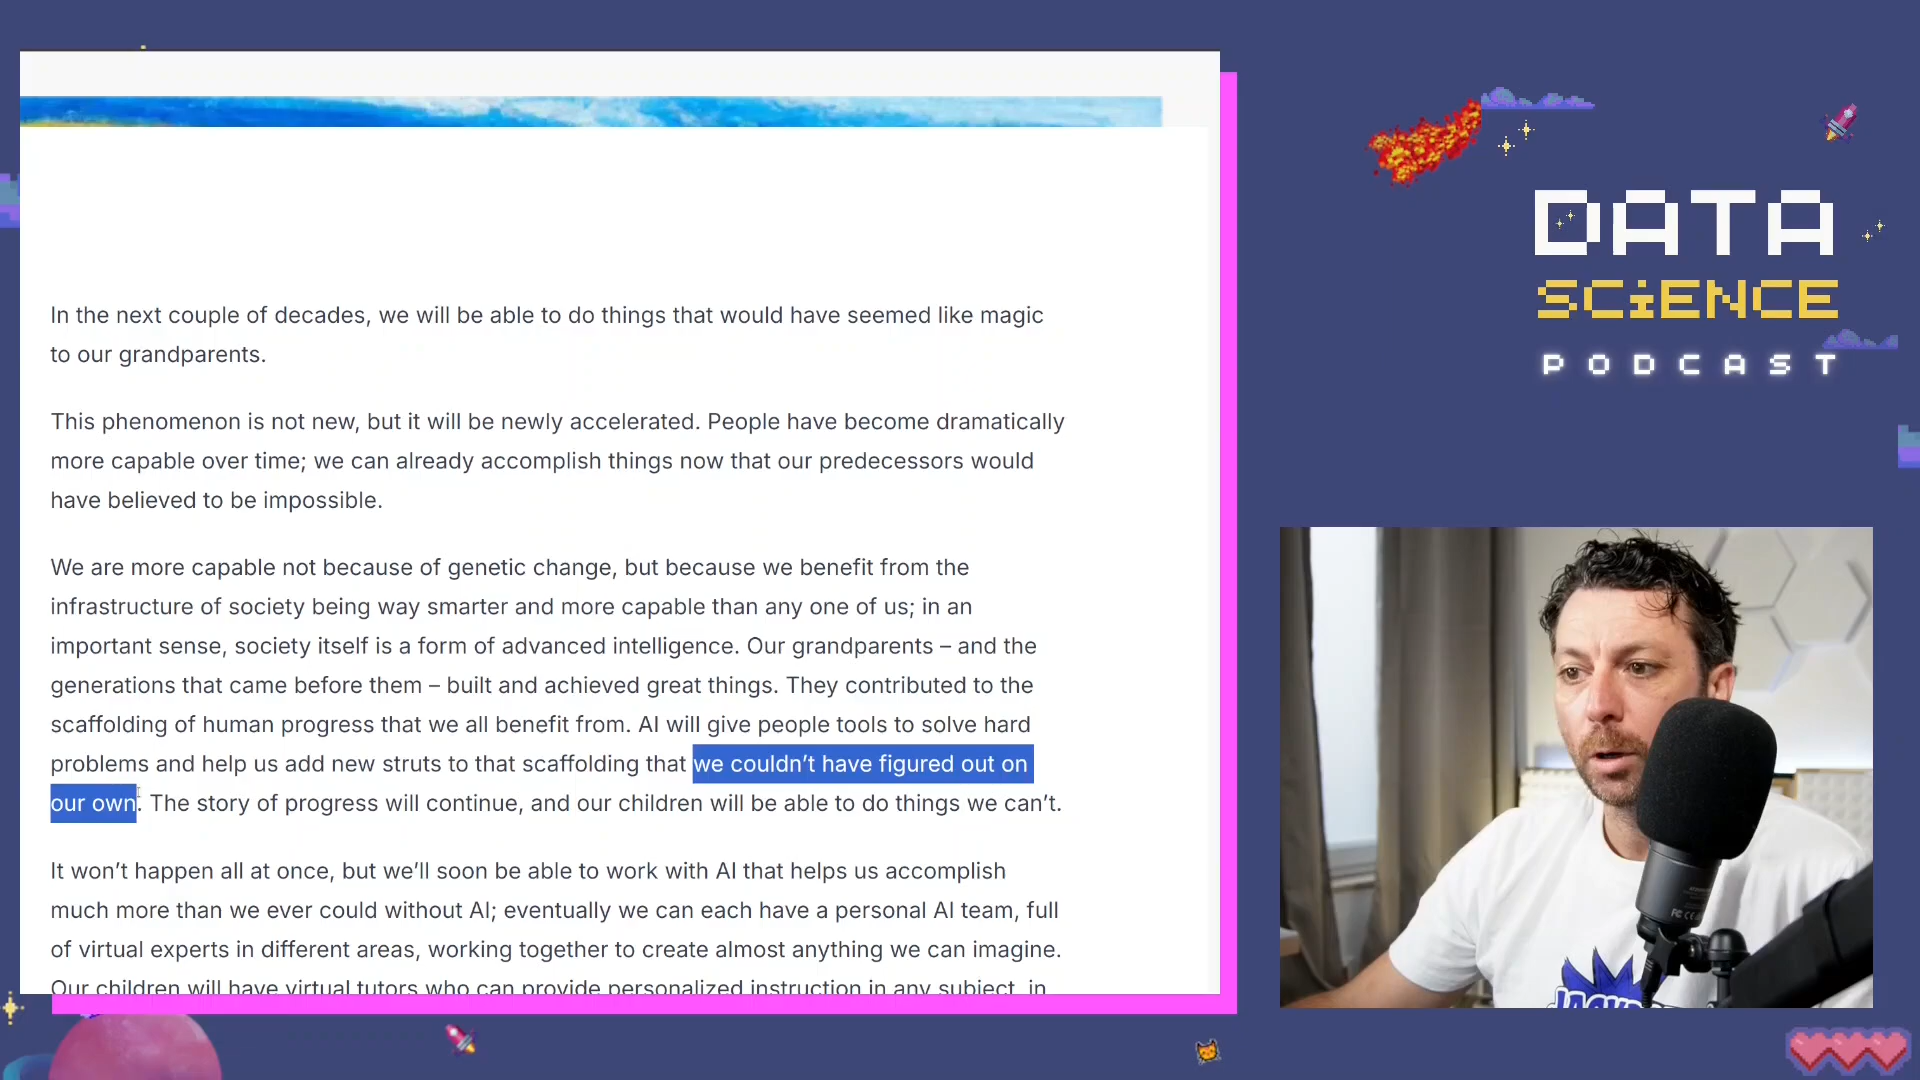 In the next couple of decades, we will be able to do things that would have seemed like magic
to our grandparents.
This phenomenon is not new, but it will be newly accelerated. People have become dramatically
more capable over time; we can already accomplish things now that our predecessors would
have believed to be impossible.
We are more capable not because of genetic change, but because we benefit from the
infrastructure of society being way smarter and more capable than any one of us; in an
important sense, society itself is a form of advanced intelligence. Our grandparents – and the
generations that came before them – built and achieved great things. They contributed to the
scaffolding of human progress that we all benefit from. AI will give people tools to solve hard
problems and help us add new struts to that scaffolding that we couldn’t have figured out on
our own. The story of progress will continue, and our children will be able to do things we can’t.
It won’t happen all at once, but we’ll soon be able to work with AI that helps us accomplish
much more than we ever could without AI; eventually we can each have a personal AI team, full
of virtual experts in different areas, working together to create almost anything we can imagine.
Our children will have virtual tutors who can provide personalized instruction in any subject, in
DATA
SCiENCE
PODCAST
FC CE